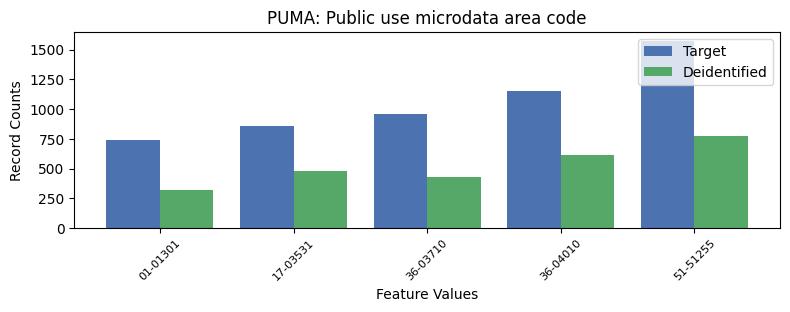 PUMA: Public use microdata area code
Target
Deidentified
Record Counts
1500
1250
1000
750
500
250
0
01-01301
17-03531
36-03710
36-04010
51-51255
Feature Values